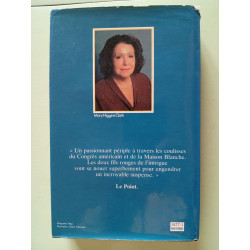 Mary Higgins Clark
« Un passionnant périple à travers les coulisses
du Congrès américain et de la Maison Blanche.
Les deux fils rouges de l'intrigue
vont se nouer superbement pour engendrer
un incroyable suspense. »
Le Point.